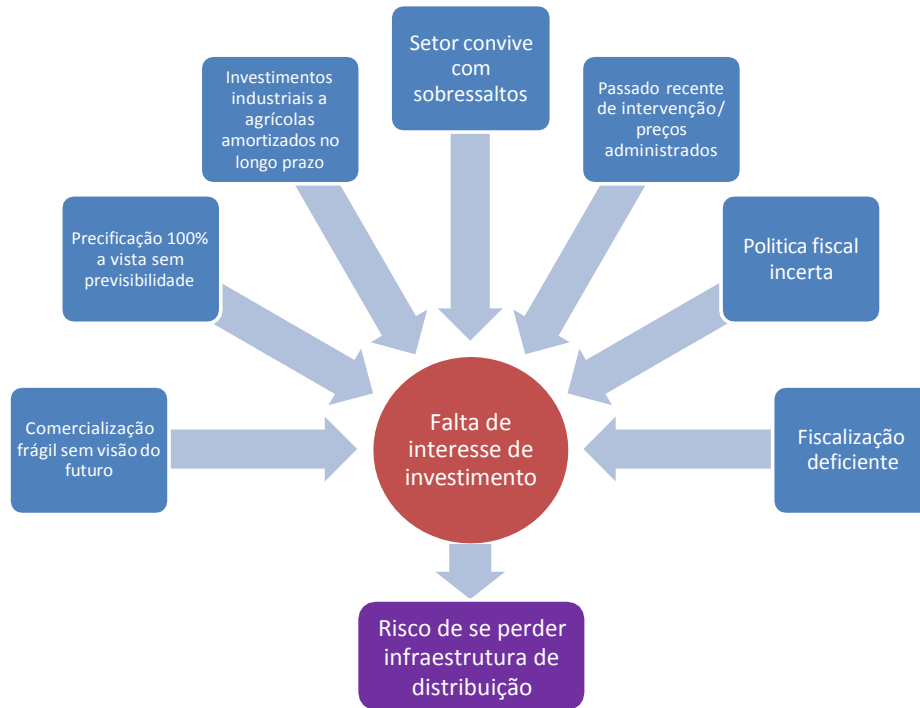 Comercialização
frágil sem visão do
futuro
Precificação 100%
a vista sem
previsibilidade
Investimentos
industriais a
agrícolas
amortizados no
longo prazo
Setor convive
com
sobressaltos
Passado recente
de intervenção/
preços
administrados
Politica fiscal
incerta
Fiscalização
deficiente
Falta de
interesse de
investimento
Risco de se perder
infraestrutura de
distribuição